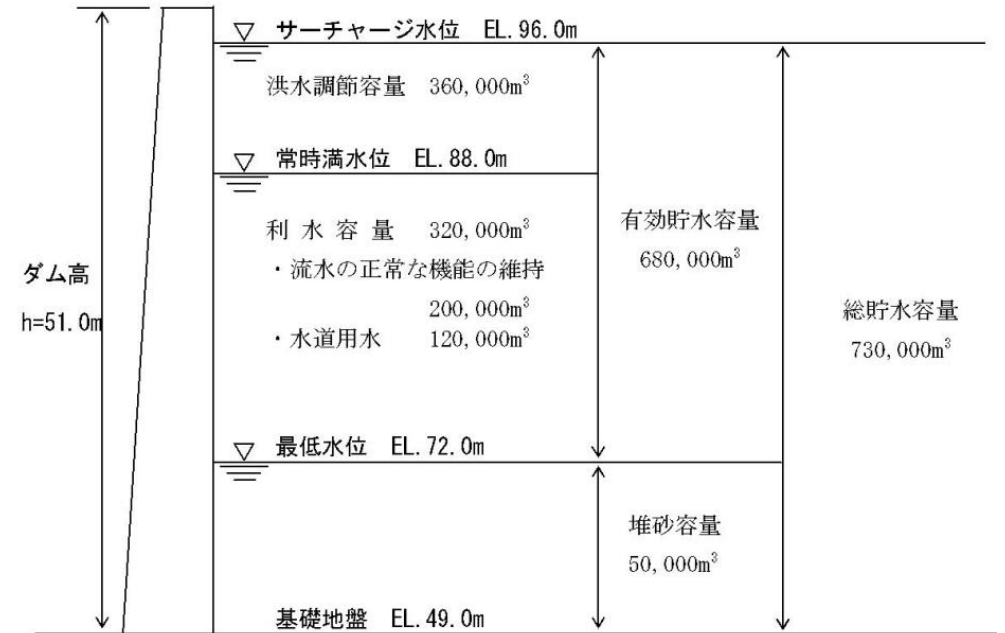 サーチャージ水位 EL.96.0m
洪水調節容量 360,000m³
常時満水位 EL.88.0m
利水容量 320,000m³
・流水の正常な機能の維持
200,000m³
・水道用水 120,000m³
有効貯水容量
680,000m³
ダム高
h=51.0m
総貯水容量
730,000m³
最低水位 EL.72.0m
堆砂容量
50,000m³
基礎地盤 EL.49.0m